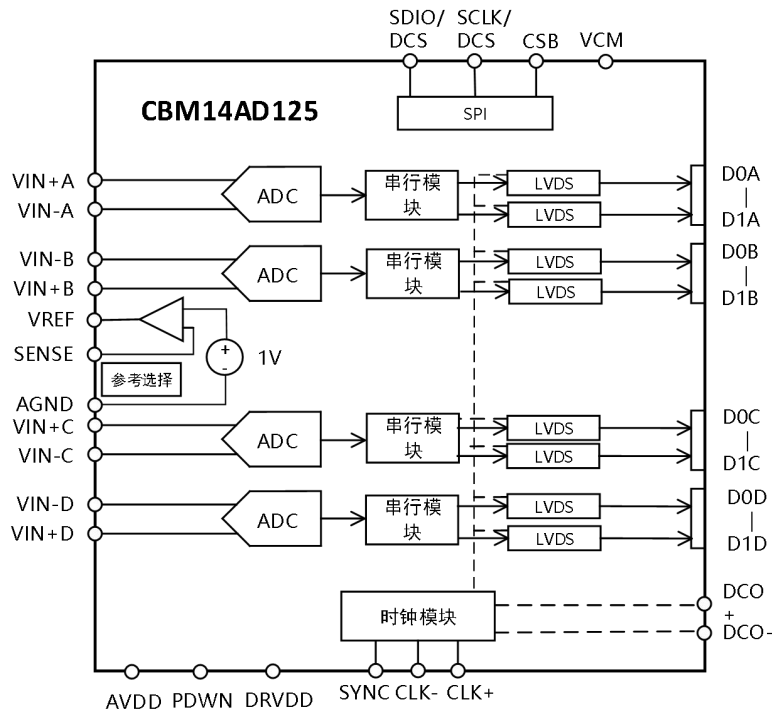 SDIO/
DCS
SCLK/
DCS
CSB
VCM
CBM14AD125
SPI
VIN+A
VIN-A
ADC
串行模
块
LVDS
LVDS
D0A
|
D1A
VIN-B
VIN+B
ADC
串行模
块
LVDS
LVDS
D0B
|
D1B
VREF
SENSE
+
-
1V
参考选择
AGND
VIN+C
VIN-C
ADC
串行模
块
LVDS
LVDS
D0C
|
D1C
VIN-D
VIN+D
ADC
串行模
块
LVDS
LVDS
D0D
|
D1D
时钟模块
DCO
+
DCO-
AVDD
PDWN
DRVDD
SYNC
CLK-
CLK+